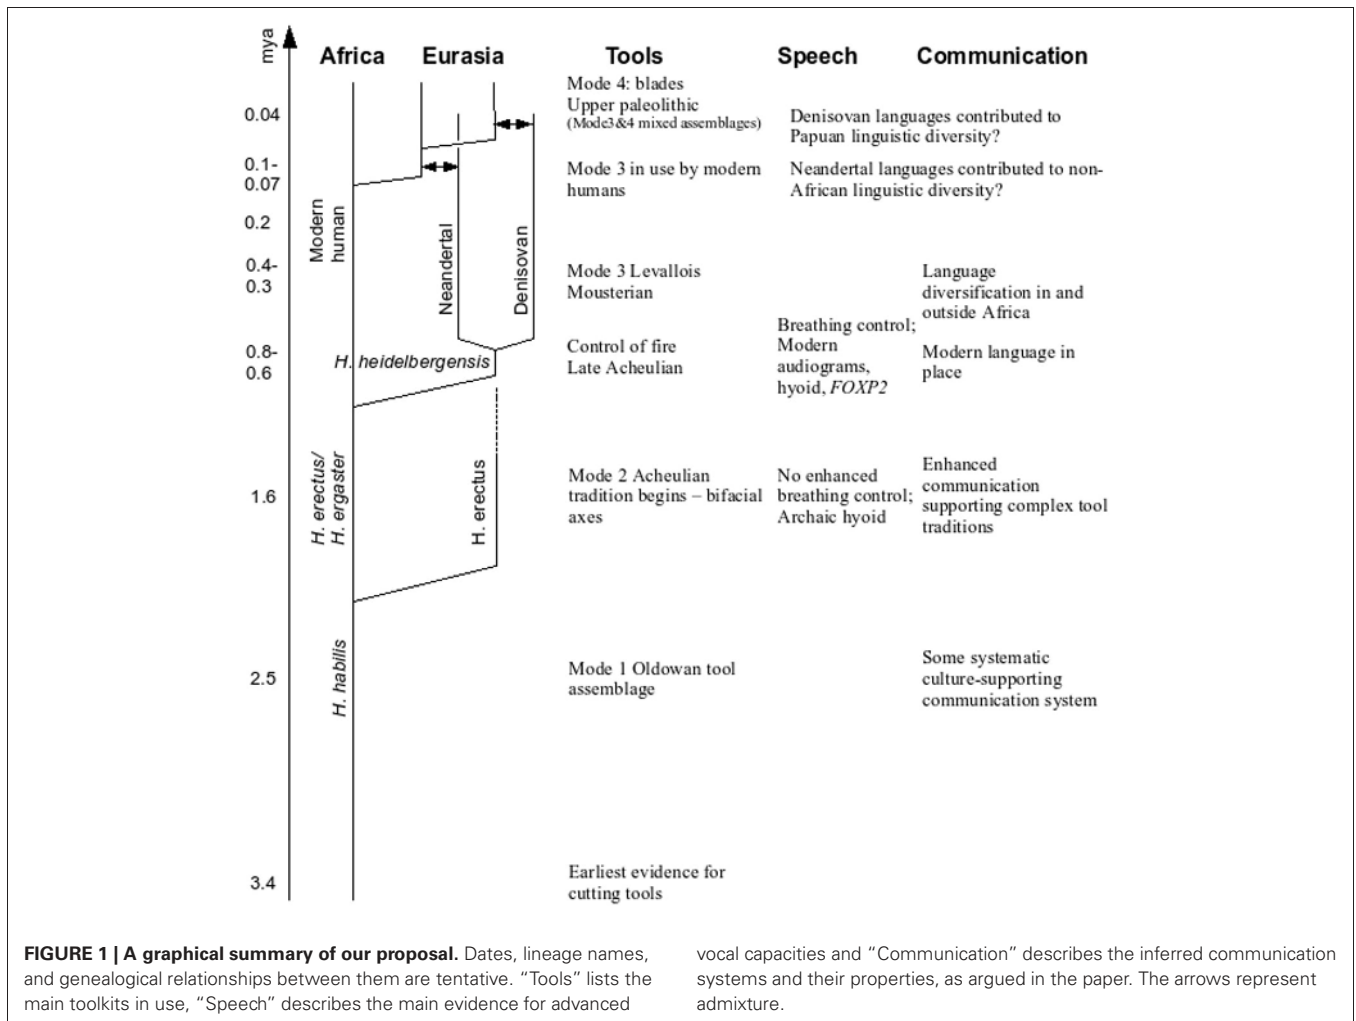 mya
Africa
Eurasia
Tools
Speech
Communication
0.04
0.1-
0.07
0.2
0.4-
0.3
0.8-
0.6
1.6
2.5
3.4
Modern
human
Neandertal
Denisovan
H. heidelbergensis
H. erectus/
H. ergaster
H. erectus
H. habilis
Mode 4: blades
Upper paleolithic
(Mode3&4 mixed assemblages)
Denisovan languages contributed to
Papuan linguistic diversity?
Mode 3 in use by modern
humans
Neandertal languages contributed to non-
African linguistic diversity?
Mode 3 Levallois
Mousterian
Language
diversification in and
outside Africa
Control of fire
Late Acheulian
Breathing control;
Modern
audiograms,
hyoid, FOXP2
Modern language in
place
Mode 2 Acheulian
tradition begins – bifacial
axes
No enhanced
breathing control;
Archaic hyoid
Enhanced
communication
supporting complex tool
traditions
Mode 1 Oldowan tool
assemblage
Some systematic
culture-supporting
communication system
Earliest evidence for
cutting tools
FIGURE 1 | A graphical summary of our proposal. Dates, lineage names,
and genealogical relationships between them are tentative. “Tools” lists the
main toolkits in use, “Speech” describes the main evidence for advanced
vocal capacities and “Communication” describes the inferred communication
systems and their properties, as argued in the paper. The arrows represent
admixture.